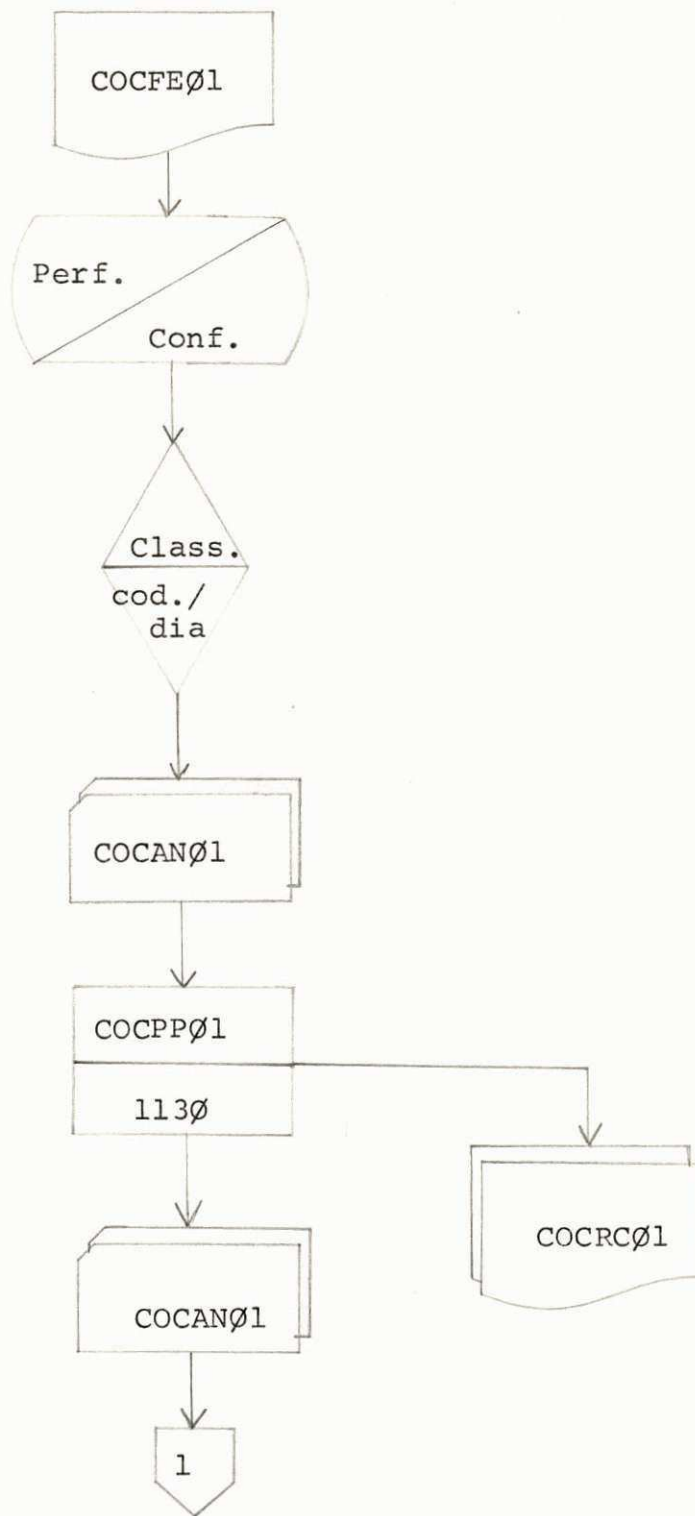 COCFEØ1
Perf.
Conf.
Class.
cod./
dia
COCANØ1
COCPPØ1
113Ø
COCRCØ1
COCANØ1
1